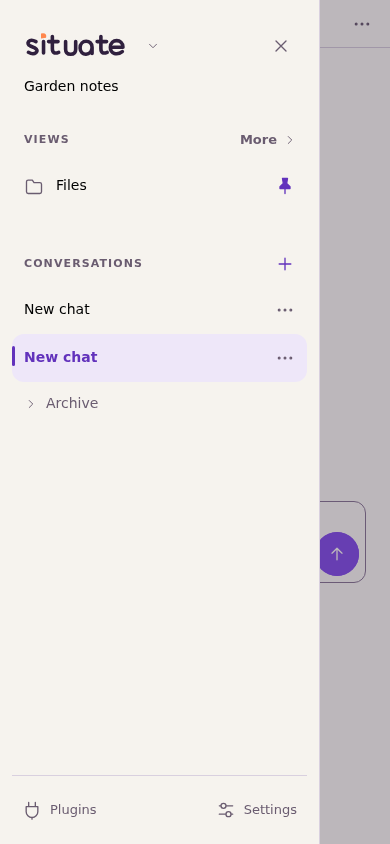 situate
Garden notes
VIEWS
More
Files
CONVERSATIONS
New chat
New chat
Archive
Plugins
Settings